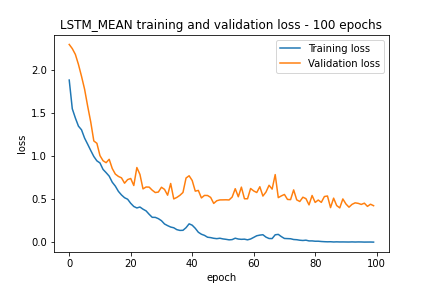 LSTM_MEAN training and validation loss - 100 epochs
Training loss
Validation loss
loss
2.0
1.5
1.0
0.5
0.0
0 20 40 60 80 100
epoch